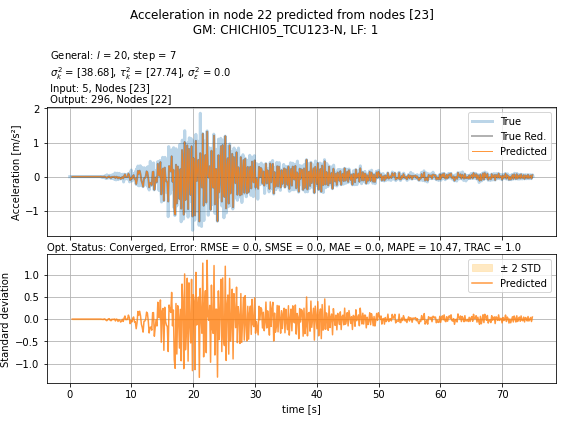 Acceleration in node 22 predicted from nodes [23]
GM: CHICHI05_TCU123-N, LF: 1
General: l = 20, step = 7
σ²ₖ = [38.68], τ²ₖ = [27.74], σ²ε = 0.0
Input: 5, Nodes [23]
Output: 296, Nodes [22]
Acceleration [m/s²]
2
1
0
−1
True
True Red.
Predicted
Opt. Status: Converged, Error: RMSE = 0.0, SMSE = 0.0, MAE = 0.0, MAPE = 10.47, TRAC = 1.0
Standard deviation
1.0
0.5
0.0
−0.5
−1.0
± 2 STD
Predicted
0 10 20 30 40 50 60 70
time [s]